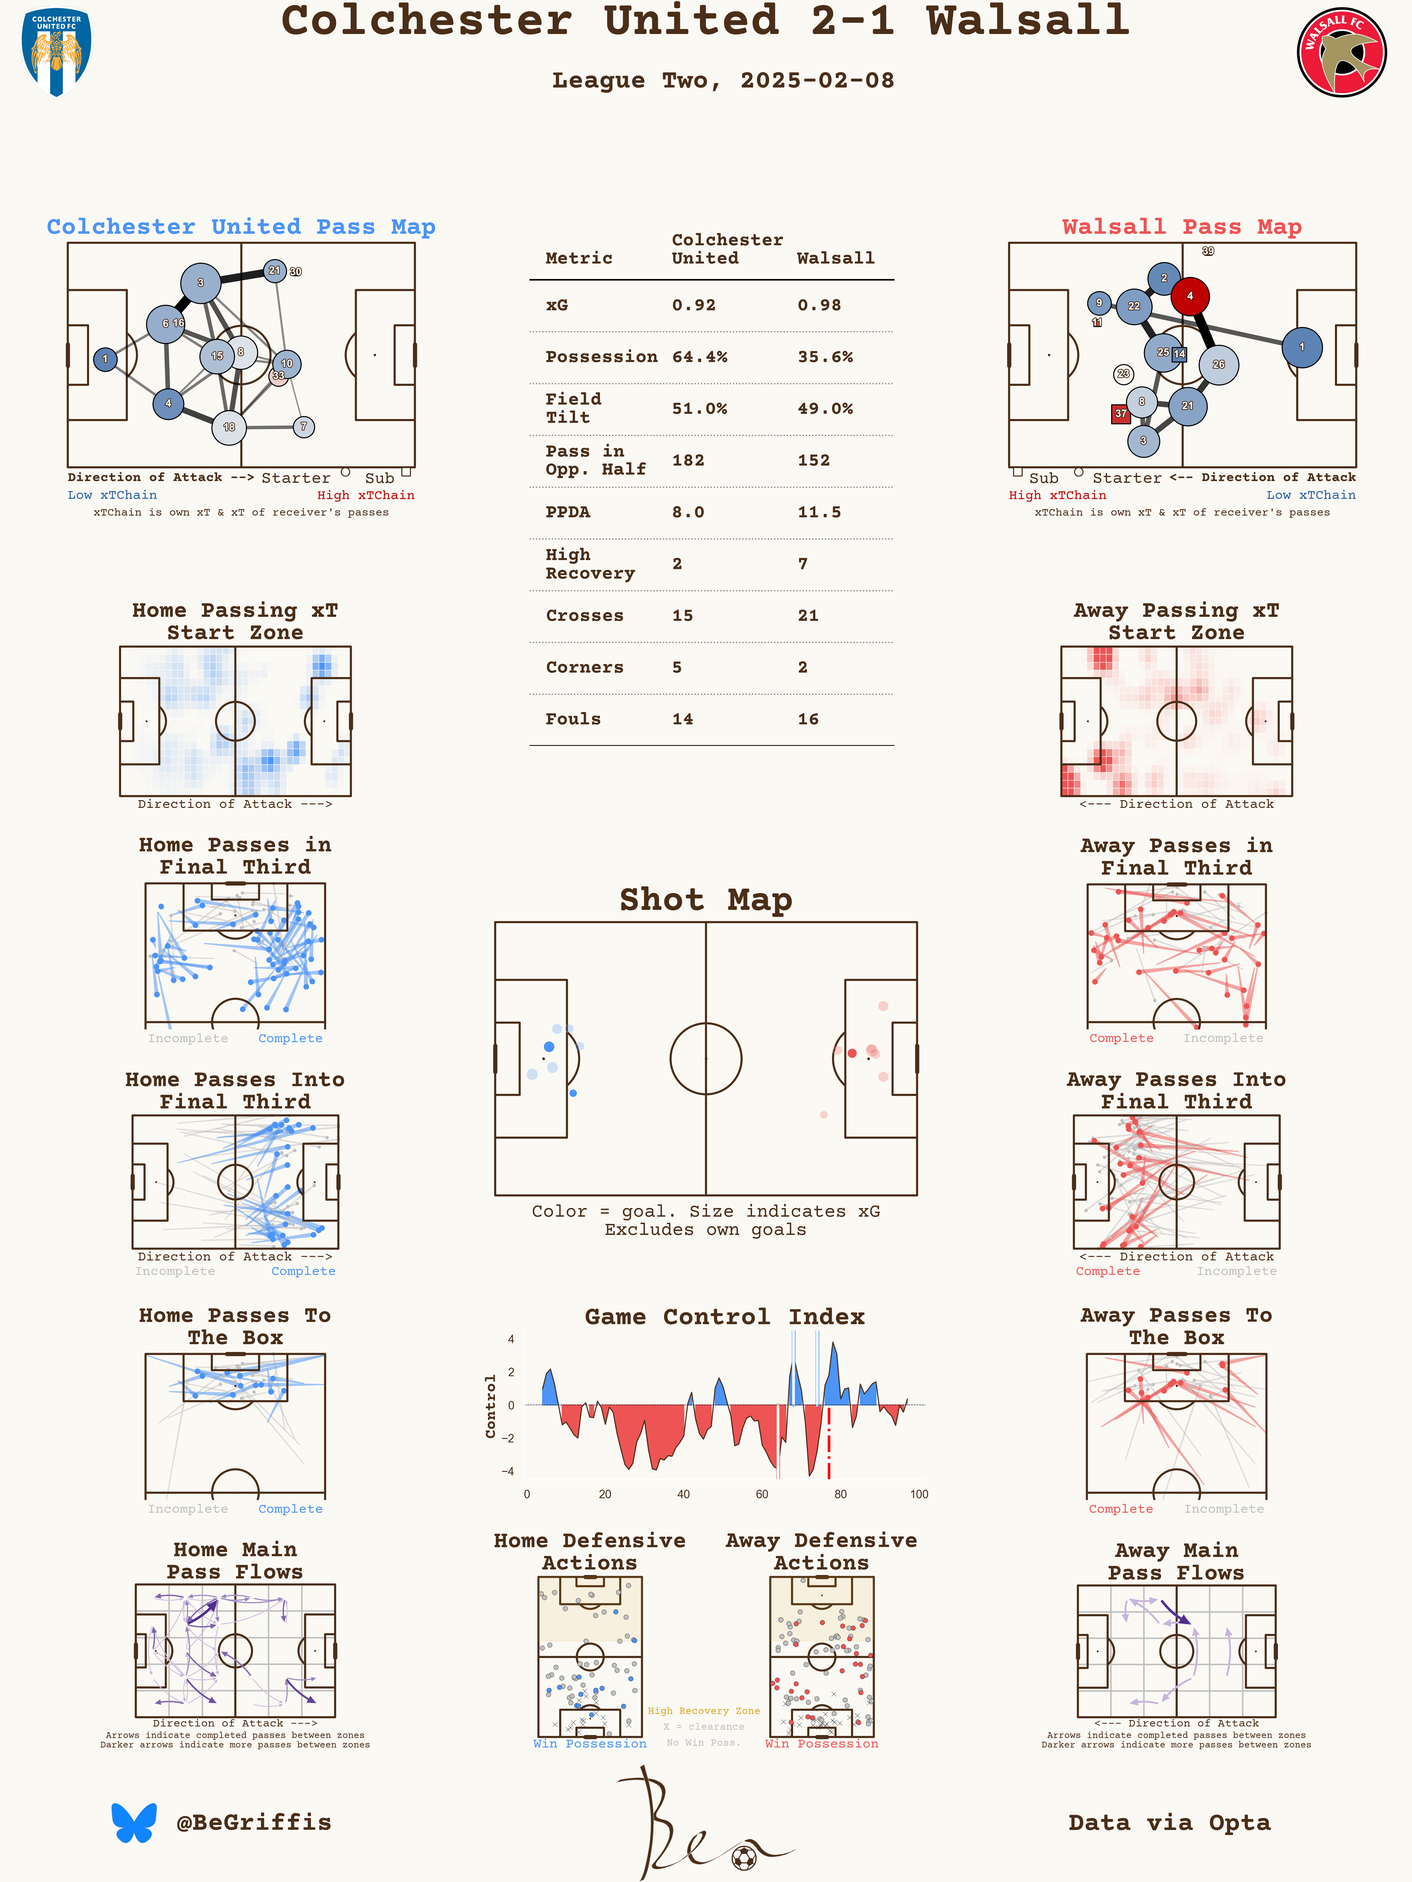 Colchester United 2-1 Walsall
League Two, 2025-02-08
COLCHESTER
UNITED FC
WALSALL FC
Colchester United Pass Map
3
21
30
6
16
1
15
8
10
33
4
18
7
Direction of Attack --> Starter Sub
Low xTChain High xTChain
xTChain is own xT & xT of receiver's passes
Metric Colchester United Walsall
xG 0.92 0.98
Possession 64.4% 35.6%
Field Tilt 51.0% 49.0%
Pass in Opp. Half 182 152
PPDA 8.0 11.5
High Recovery 2 7
Crosses 15 21
Corners 5 2
Fouls 14 16
Walsall Pass Map
39
2
4
9
22
11
25
14
1
26
23
8
37
21
3
Sub Starter <-- Direction of Attack
High xTChain Low xTChain
xTChain is own xT & xT of receiver's passes
Home Passing xT
Start Zone
Direction of Attack --->
Away Passing xT
Start Zone
<--- Direction of Attack
Home Passes in
Final Third
Incomplete Complete
Away Passes in
Final Third
Complete Incomplete
Shot Map
Color = goal. Size indicates xG
Excludes own goals
Home Passes Into
Final Third
Direction of Attack --->
Incomplete Complete
Away Passes Into
Final Third
<--- Direction of Attack
Complete Incomplete
Home Passes To
The Box
Incomplete Complete
Game Control Index
Control
4
2
0
−2
−4
0 20 40 60 80 100
Away Passes To
The Box
Complete Incomplete
Home Main
Pass Flows
Direction of Attack --->
Arrows indicate completed passes between zones
Darker arrows indicate more passes between zones
Home Defensive
Actions
Win Possession
High Recovery Zone
X = clearance
No Win Poss.
Away Defensive
Actions
Win Possession
Away Main
Pass Flows
<--- Direction of Attack
Arrows indicate completed passes between zones
Darker arrows indicate more passes between zones
@BeGriffis
Ben
Data via Opta